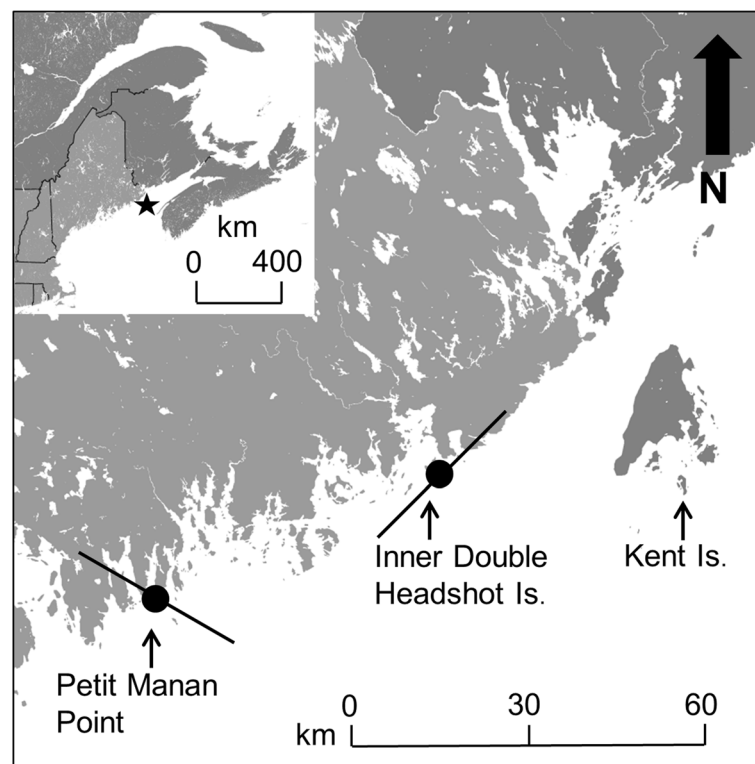 N
km
0 400
Inner Double
Headshot Is.
Kent Is.
Petit Manan
Point
0 30 60
km